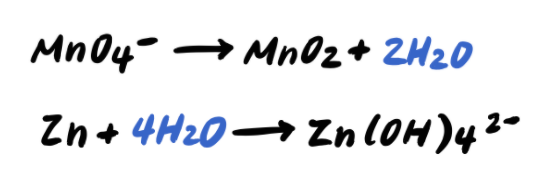 MnO₄⁻ → MnO₂ + 2H₂O
Zn + 4H₂O → Zn(OH)₄²⁻